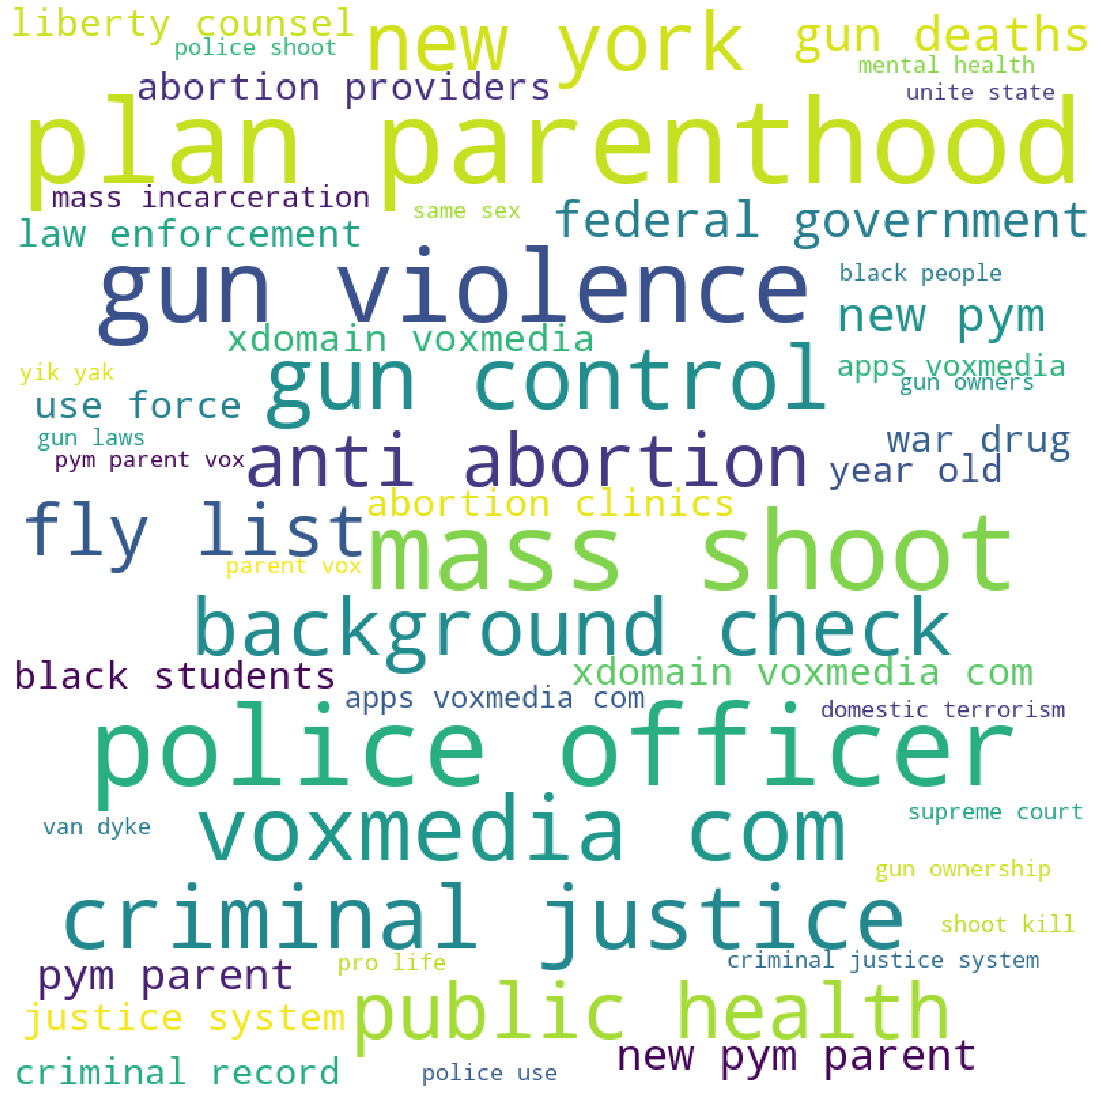 liberty counsel
new york
gun deaths
police shoot
mental health
abortion providers
unite state
plan parenthood
mass incarceration
same sex
federal government
law enforcement
gun violence
black people
new pym
xdomain voxmedia
gun control
apps voxmedia
yik yak
gun owners
use force
gun laws
war drug
anti abortion
pym parent vox
year old
abortion clinics
fly list
mass shoot
parent vox
background check
black students
xdomain voxmedia com
apps voxmedia com
domestic terrorism
police officer
van dyke
voxmedia com
supreme court
gun ownership
criminal justice
shoot kill
pro life
criminal justice system
pym parent
justice system
public health
new pym parent
criminal record
police use